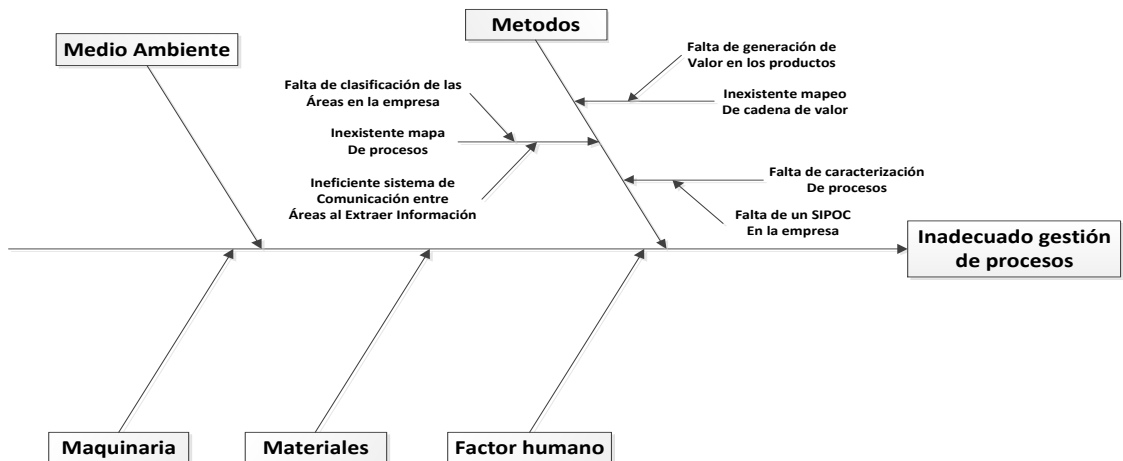 Metodos
Medio Ambiente
Falta de generación de
Valor en los productos
Falta de clasificación de las
Áreas en la empresa
Inexistente mapeo
De cadena de valor
Inexistente mapa
De procesos
Falta de caracterización
De procesos
Ineficiente sistema de
Comunicación entre
Áreas al Extraer Información
Falta de un SIPOC
En la empresa
Inadecuado gestión
de procesos
Maquinaria
Materiales
Factor humano